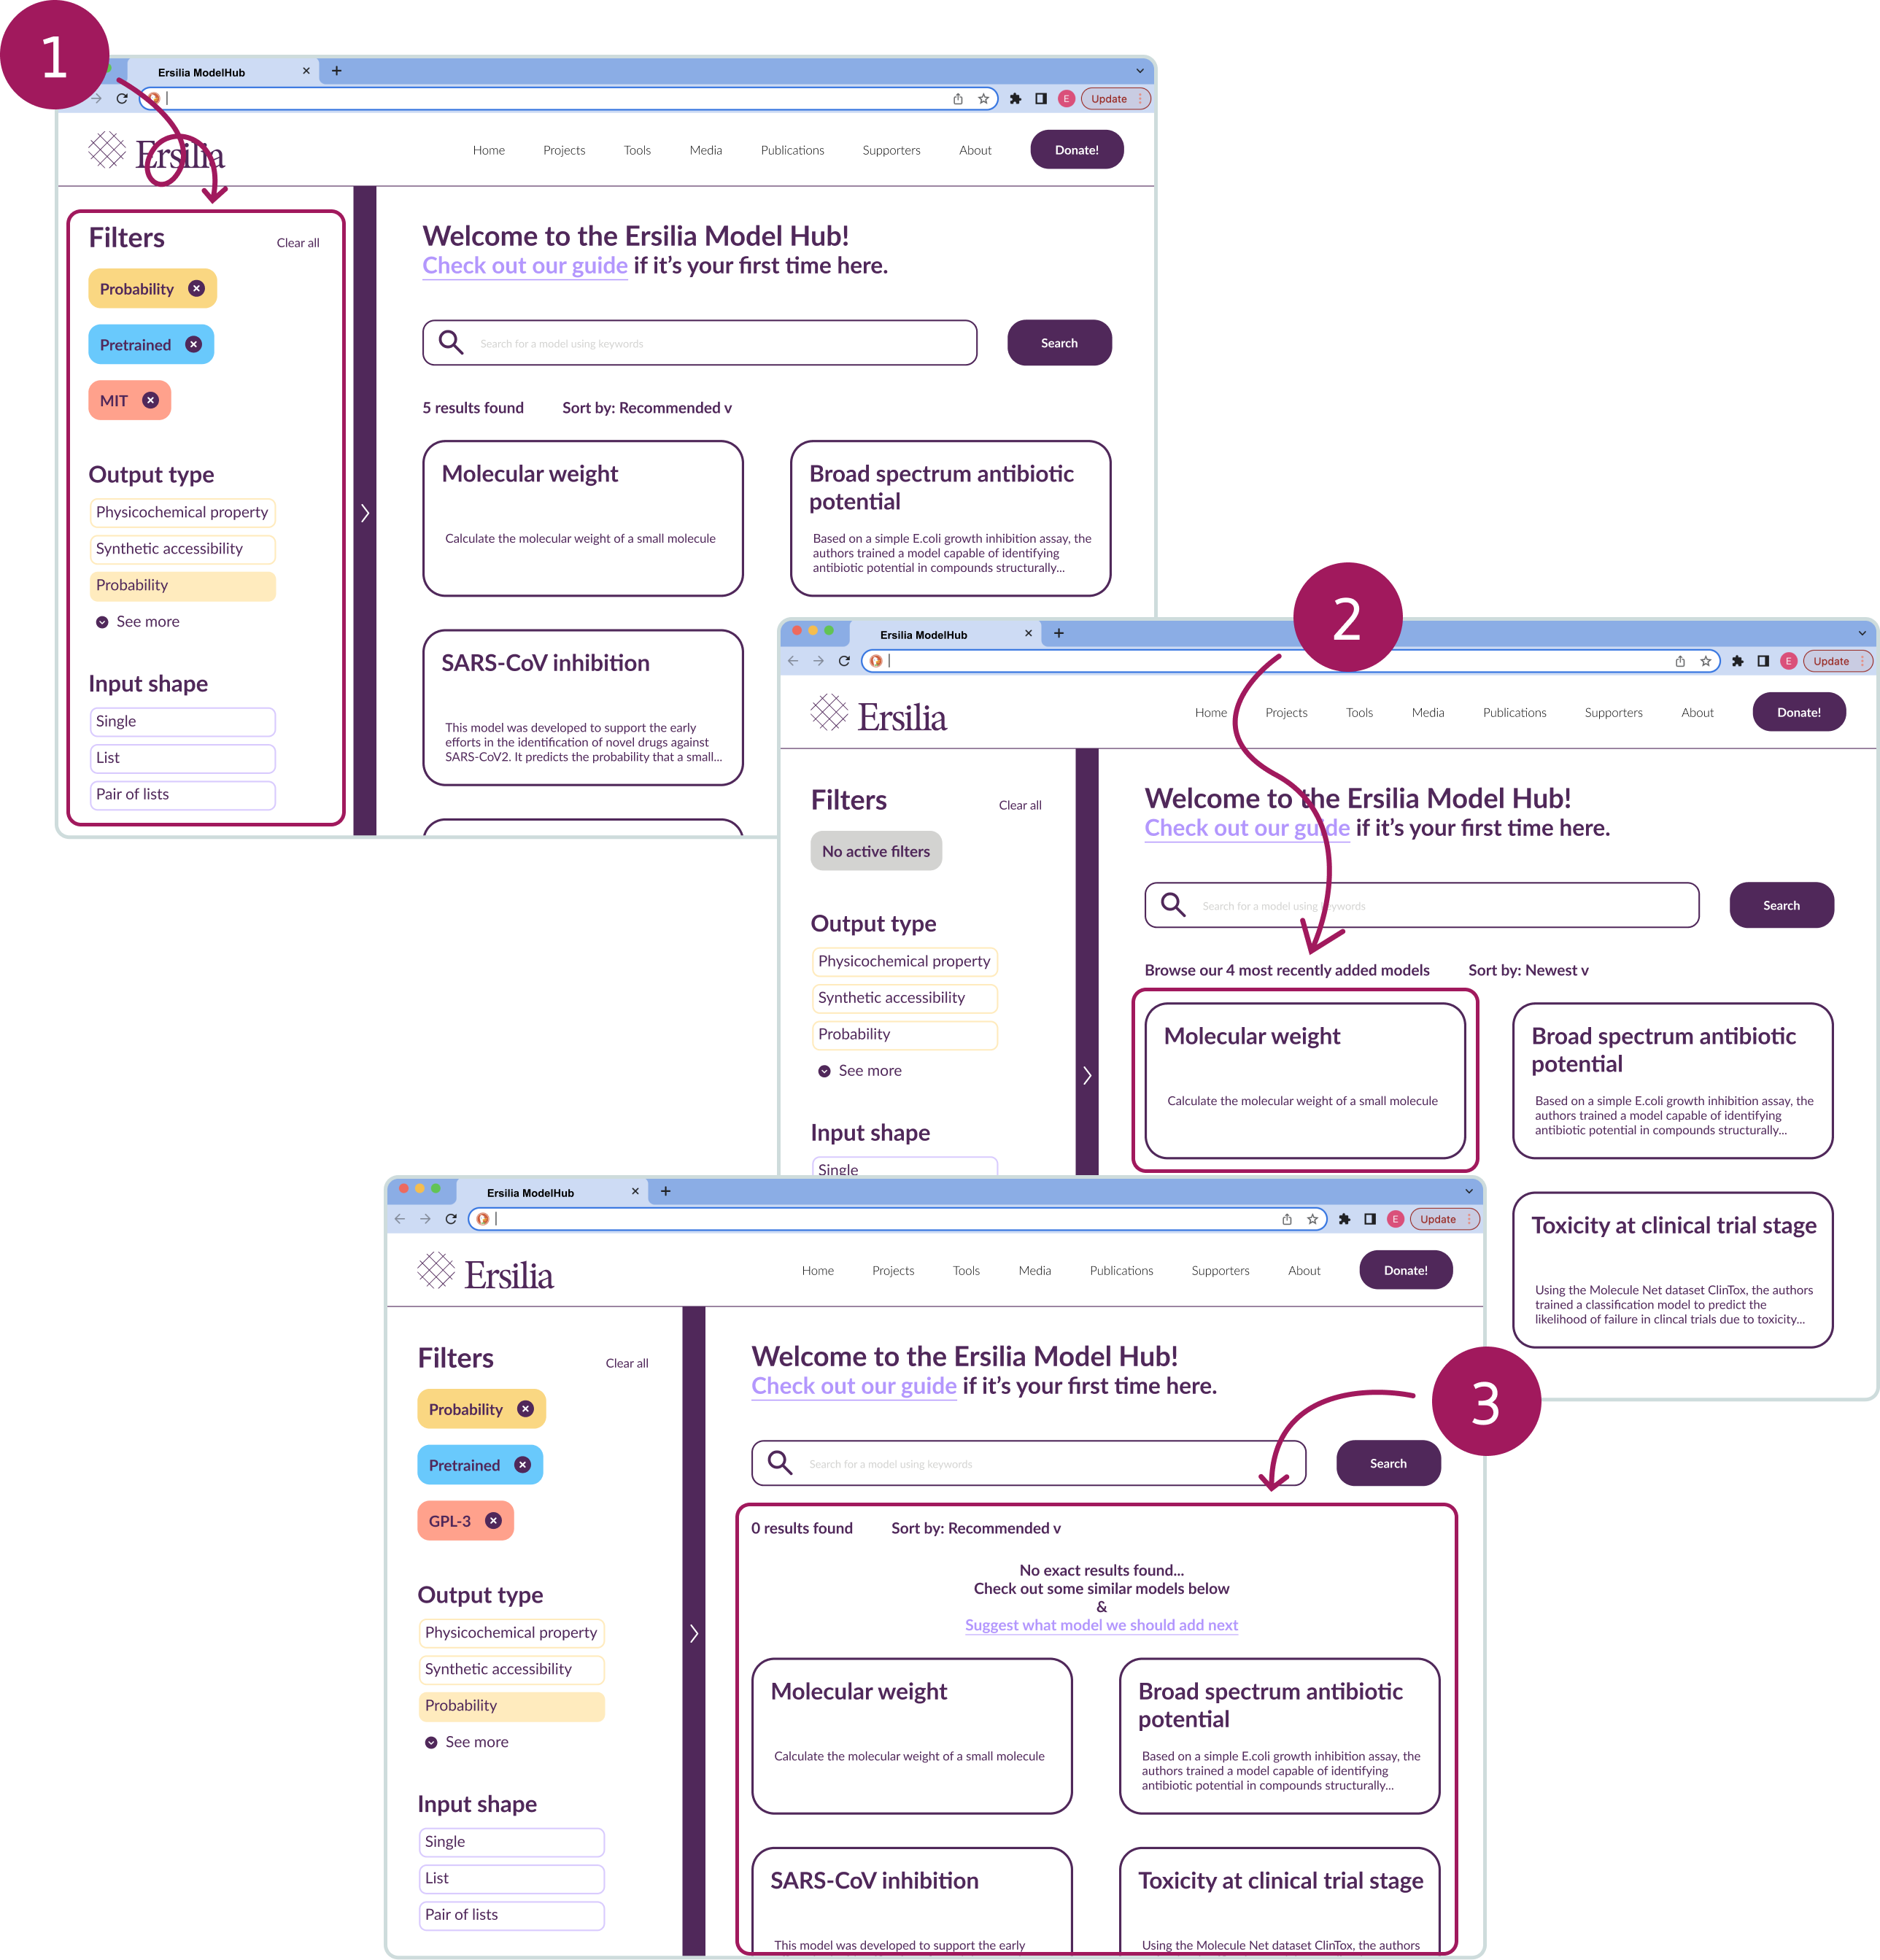 1
Ersilia ModelHub
E
Update
Ersilia
Home
Projects
Tools
Media
Publications
Supporters
About
Donate!
Filters
Clear all
Probability
Pretrained
MIT
Output type
Physicochemical property
Synthetic accessibility
Probability
See more
Input shape
Single
List
Pair of lists
Welcome to the Ersilia Model Hub!
Check out our guide if it's your first time here.
Search for a model using keywords
Search
5 results found
Sort by: Recommended v
Molecular weight
Calculate the molecular weight of a small molecule
Broad spectrum antibiotic
potential
Based on a simple E.coli growth inhibition assay, the
authors trained a model capable of identifying
antibiotic potential in compounds structurally...
SARS-CoV inhibition
This model was developed to support the early
efforts in the identification of novel drugs against
SARS-CoV2. It predicts the probability that a small...
2
Ersilia ModelHub
E
Update
Ersilia
Home
Projects
Tools
Media
Publications
Supporters
About
Donate!
Filters
Clear all
No active filters
Output type
Physicochemical property
Synthetic accessibility
Probability
See more
Input shape
Single
Welcome to the Ersilia Model Hub!
Check out our guide if it's your first time here.
Search for a model using keywords
Search
Browse our 4 most recently added models
Sort by: Newest v
Molecular weight
Calculate the molecular weight of a small molecule
Broad spectrum antibiotic
potential
Based on a simple E.coli growth inhibition assay, the
authors trained a model capable of identifying
antibiotic potential in compounds structurally...
Toxicity at clinical trial stage
Using the Molecule Net dataset ClinTox, the authors
trained a classification model to predict the
likelihood of failure in clincal trials due to toxicity...
3
Ersilia ModelHub
E
Update
Ersilia
Home
Projects
Tools
Media
Publications
Supporters
About
Donate!
Filters
Clear all
Probability
Pretrained
GPL-3
Output type
Physicochemical property
Synthetic accessibility
Probability
See more
Input shape
Single
List
Pair of lists
Welcome to the Ersilia Model Hub!
Check out our guide if it's your first time here.
Search for a model using keywords
Search
0 results found
Sort by: Recommended v
No exact results found...
Check out some similar models below
&
Suggest what model we should add next
Molecular weight
Calculate the molecular weight of a small molecule
Broad spectrum antibiotic
potential
Based on a simple E.coli growth inhibition assay, the
authors trained a model capable of identifying
antibiotic potential in compounds structurally...
SARS-CoV inhibition
This model was developed to support the early
Toxicity at clinical trial stage
Using the Molecule Net dataset ClinTox, the authors